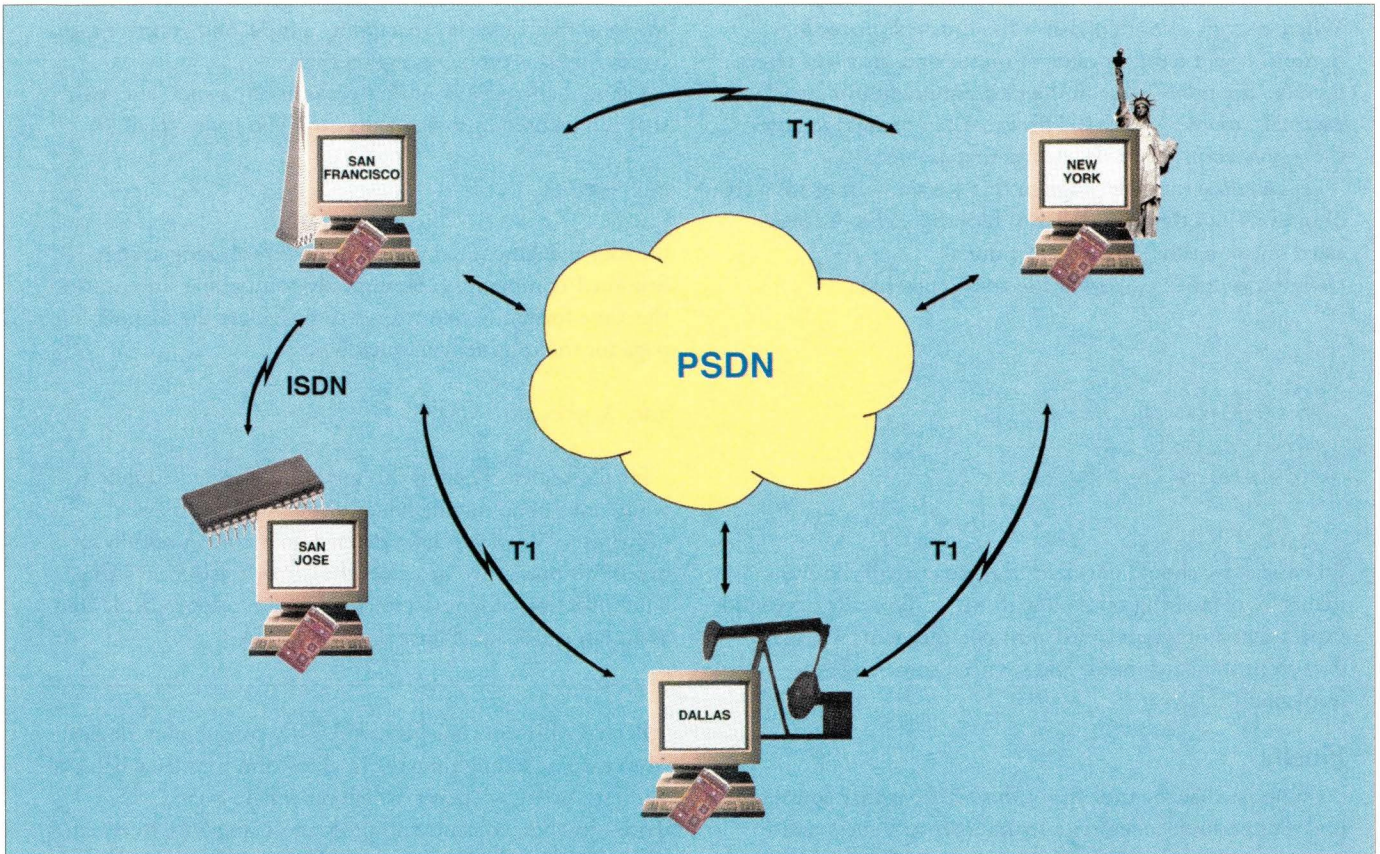 T1
SAN
FRANCISCO
NEW
YORK
PSDN
ISDN
SAN
JOSE
T1
T1
DALLAS